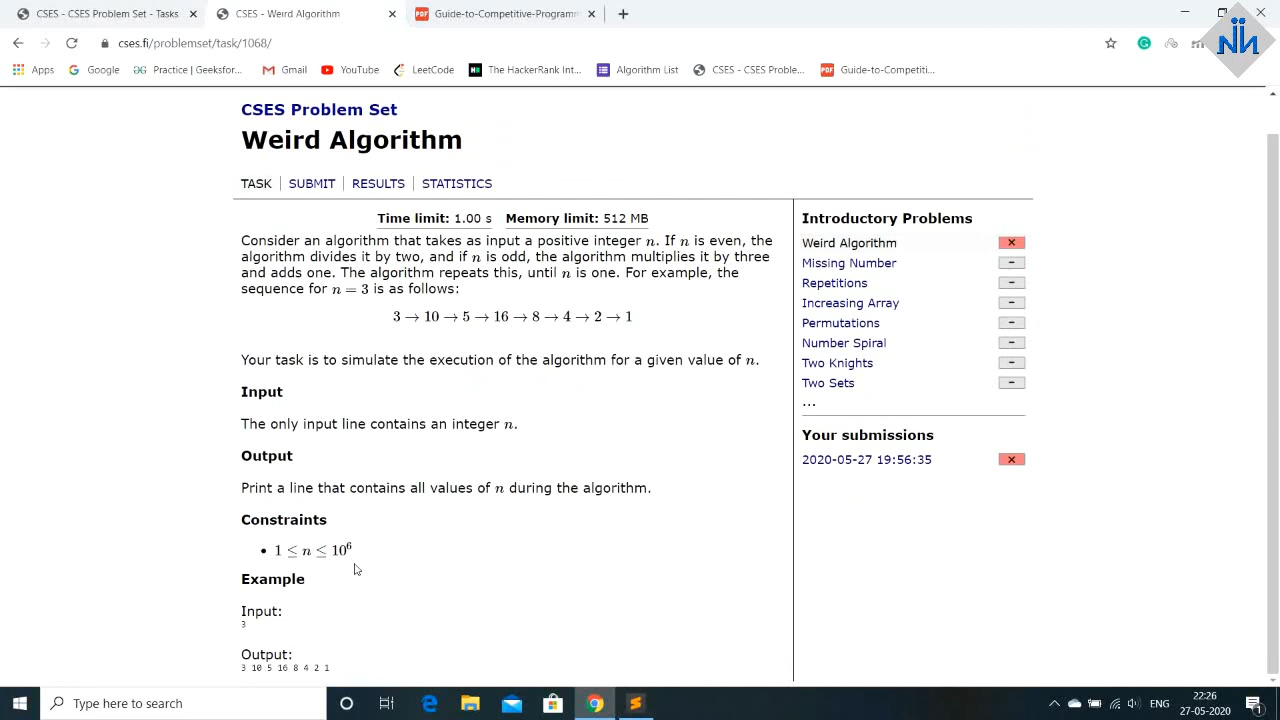 CSES - CSES Problem Set - Tasks
CSES - Weird Algorithm
Guide-to-Competitive-Programm
cses.fi/problemset/task/1068/
Apps
Google
Practice | Geeksfor...
Gmail
YouTube
LeetCode
The HackerRank Int...
Algorithm List
CSES - CSES Proble...
Guide-to-Competiti...
CSES Problem Set
Weird Algorithm
TASK | SUBMIT | RESULTS | STATISTICS
Time limit: 1.00 s Memory limit: 512 MB
Consider an algorithm that takes as input a positive integer n. If n is even, the
algorithm divides it by two, and if n is odd, the algorithm multiplies it by three
and adds one. The algorithm repeats this, until n is one. For example, the
sequence for n = 3 is as follows:
3 → 10 → 5 → 16 → 8 → 4 → 2 → 1
Your task is to simulate the execution of the algorithm for a given value of n.
Input
The only input line contains an integer n.
Output
Print a line that contains all values of n during the algorithm.
Constraints
• 1 ≤ n ≤ 10⁶
Example
Input:
3
Output:
3 10 5 16 8 4 2 1
Introductory Problems
Weird Algorithm
Missing Number
Repetitions
Increasing Array
Permutations
Number Spiral
Two Knights
Two Sets
...
Your submissions
2020-05-27 19:56:35
Type here to search
ENG
22:26
27-05-2020